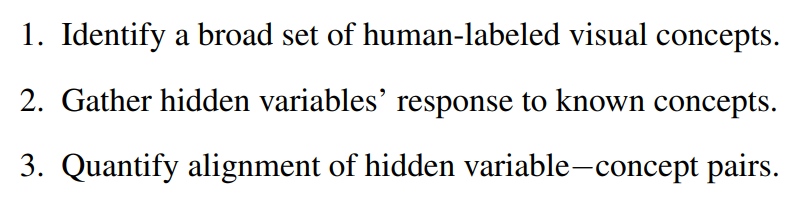 1. Identify a broad set of human-labeled visual concepts.
2. Gather hidden variables’ response to known concepts.
3. Quantify alignment of hidden variable−concept pairs.